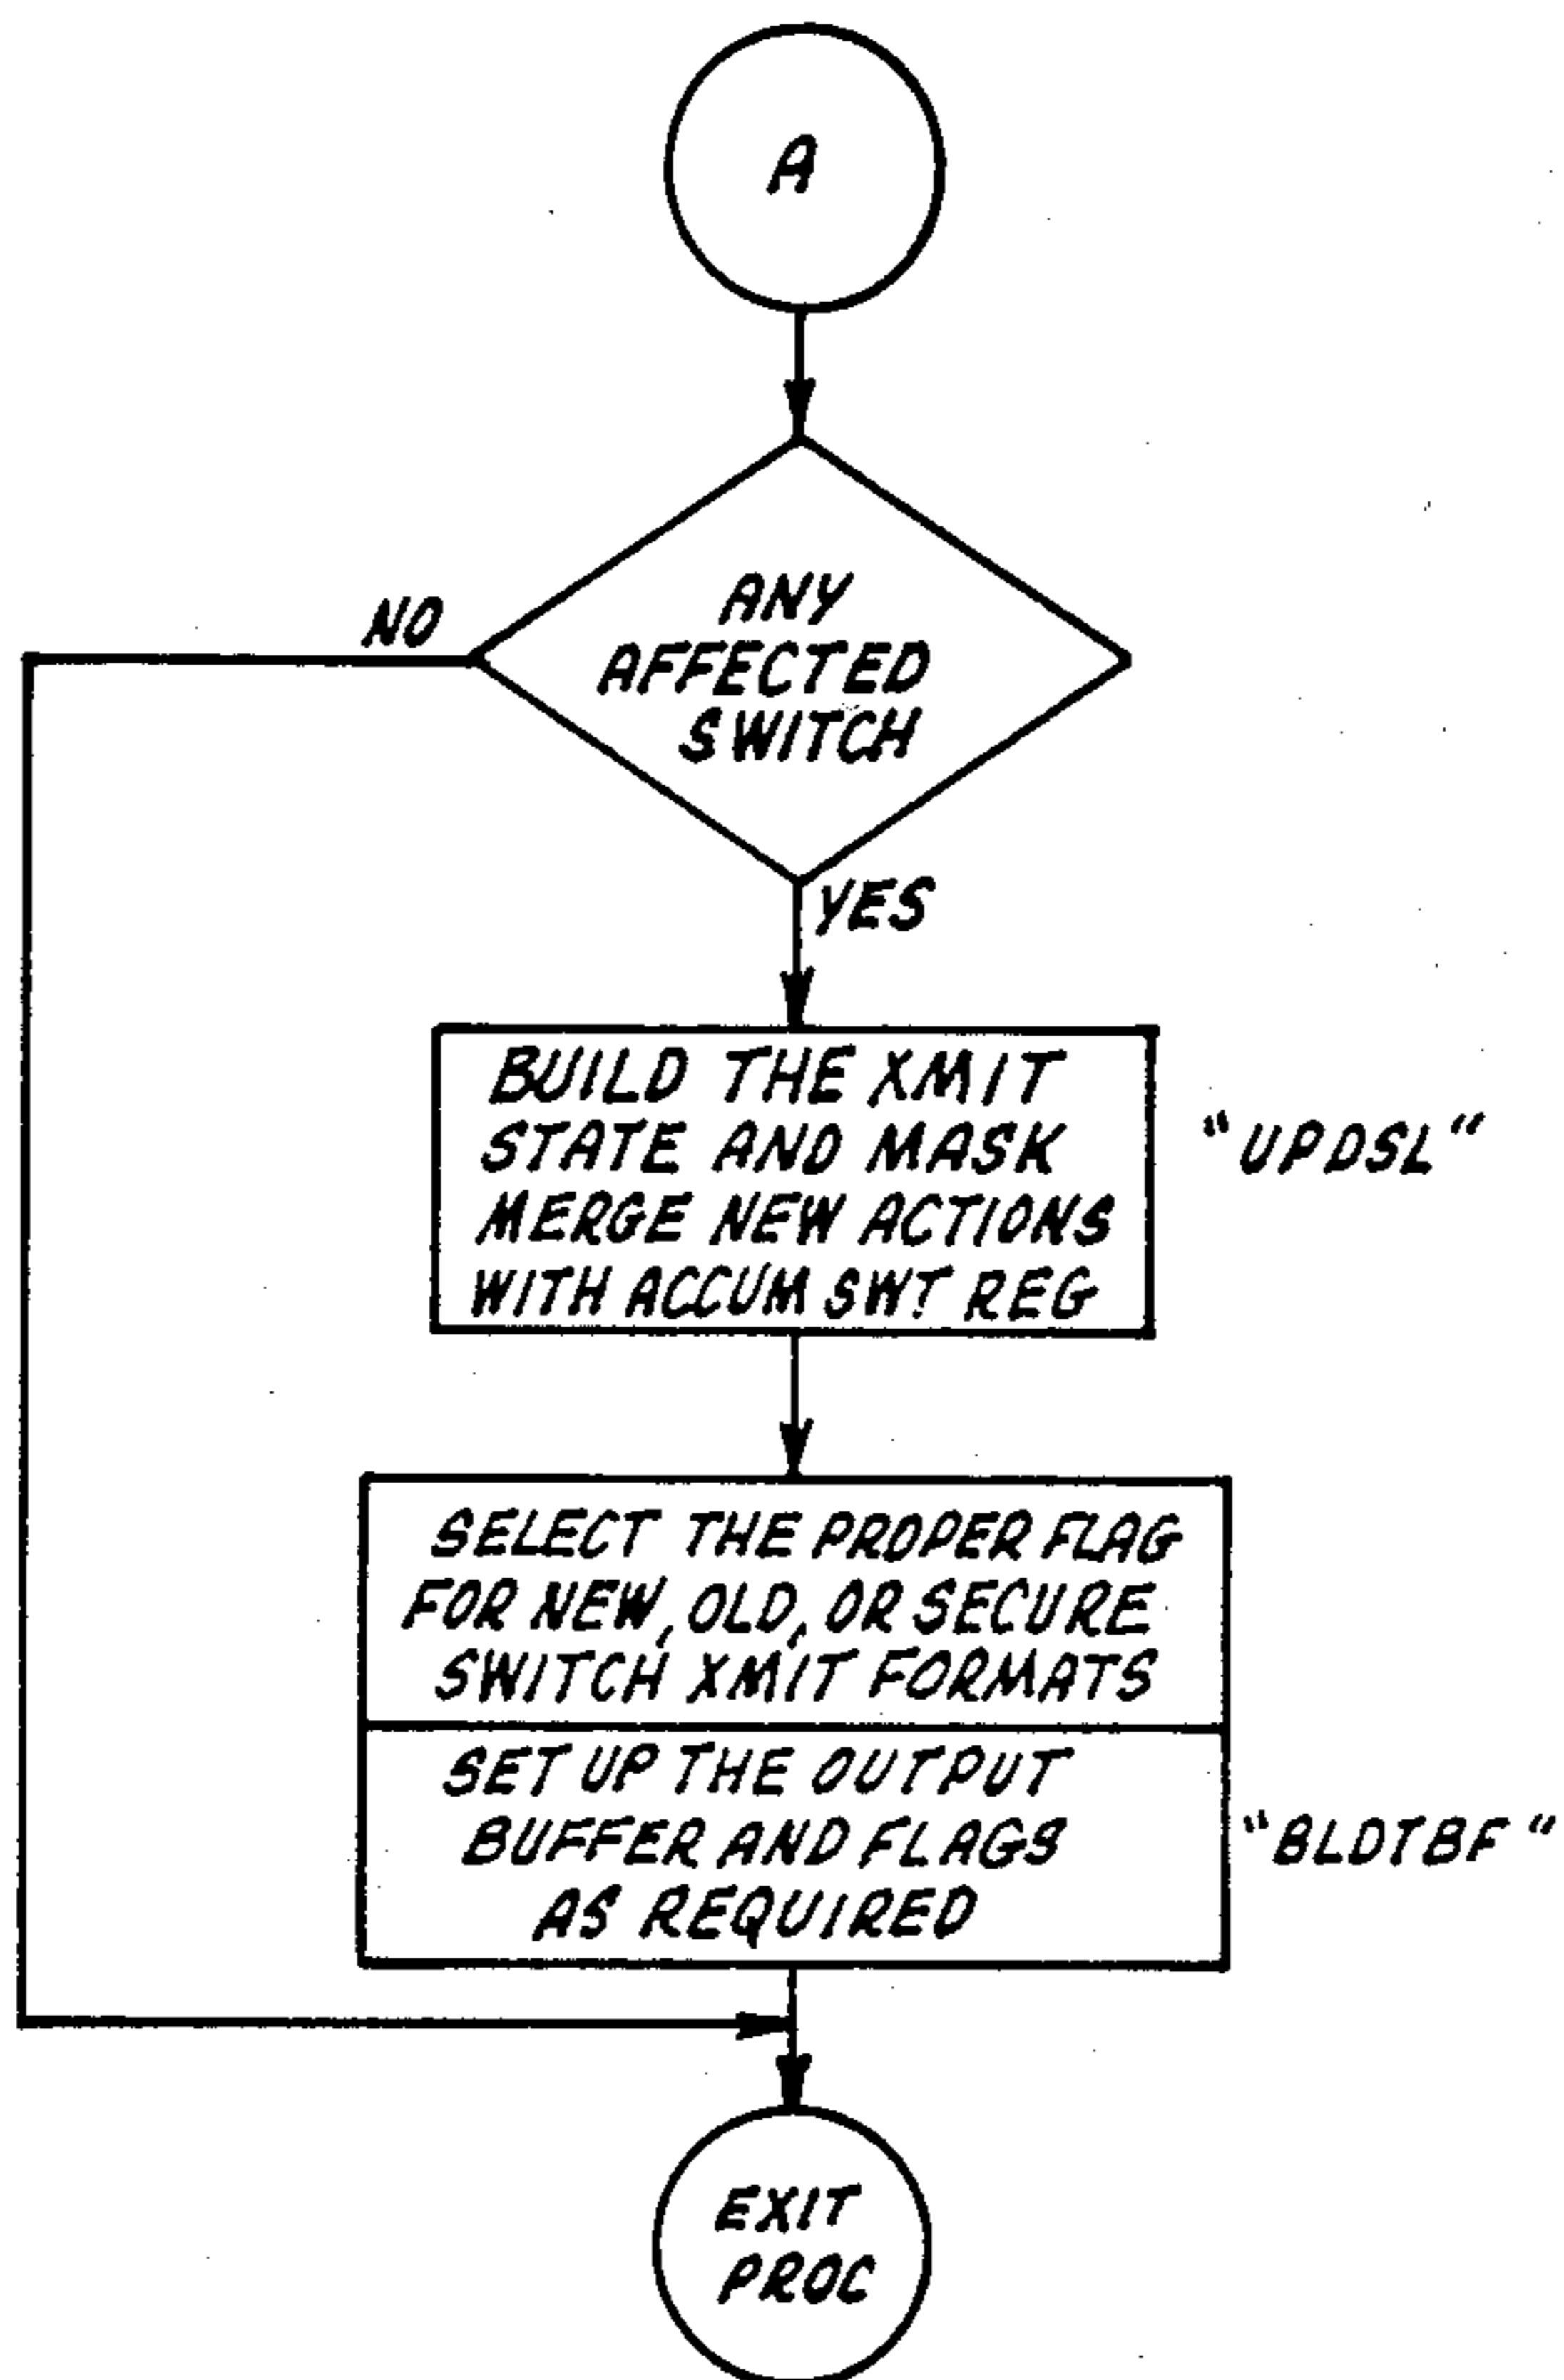 A
ANY
AFFECTED
SWITCH
NO
YES
BUILD THE XMIT
STATE AND MASK
MERGE NEW ACTIONS
WITH ACCUM SWT REG
"UPDSL"
SELECT THE PROPER FLAG
FOR NEW, OLD, OR SECURE
SWITCH XMIT FORMATS
SET UP THE OUTPUT
BUFFER AND FLAGS
AS REQUIRED
"BLDTBF"
EXIT
PROC